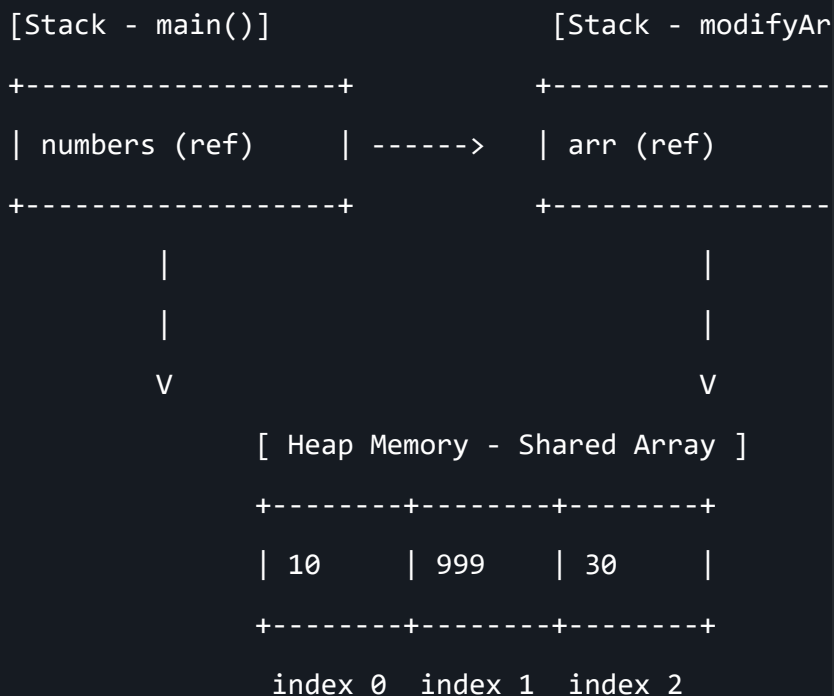 [Stack - main()] [Stack - modifyAr
+-------------------+ +-----------------
| numbers (ref) | ------> | arr (ref)
+-------------------+ +-----------------
| |
| |
V V
[ Heap Memory - Shared Array ]
+--------+--------+--------+
| 10 | 999 | 30 |
+--------+--------+--------+
index 0 index 1 index 2